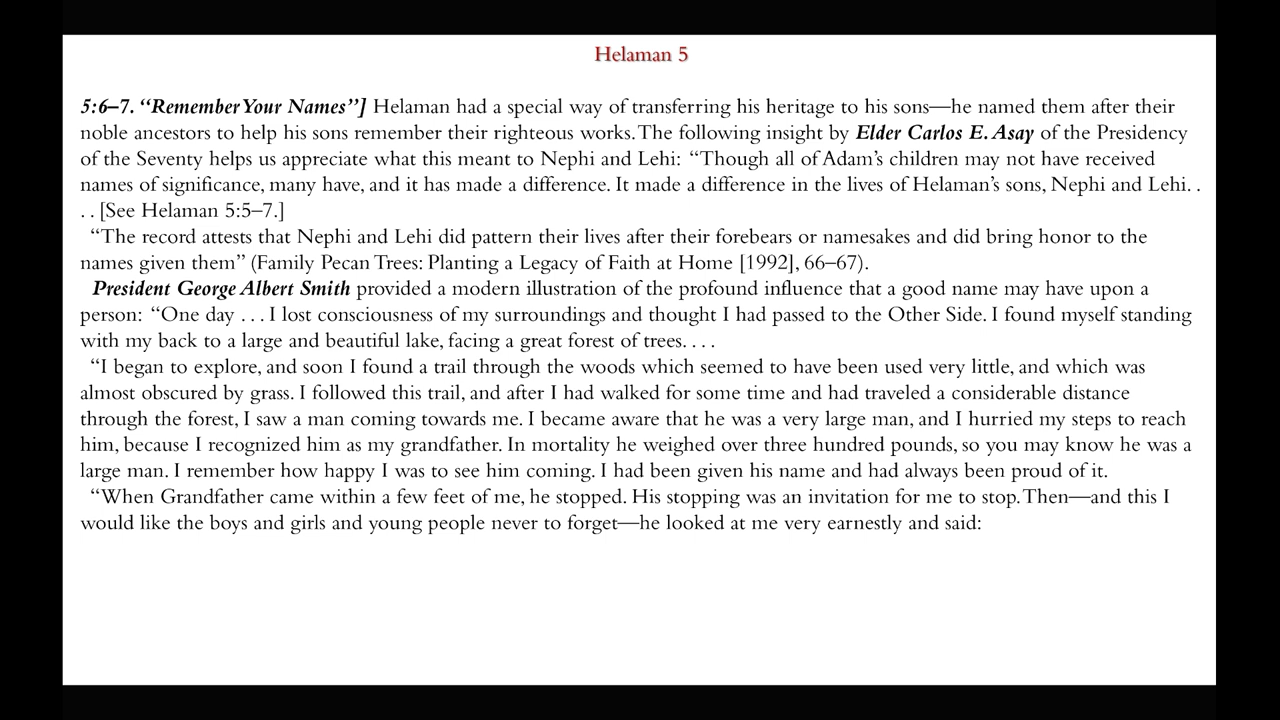 Helaman 5
5:6–7. “Remember Your Names”] Helaman had a special way of transferring his heritage to his sons—he named them after their
noble ancestors to help his sons remember their righteous works. The following insight by Elder Carlos E. Asay of the Presidency
of the Seventy helps us appreciate what this meant to Nephi and Lehi: “Though all of Adam’s children may not have received
names of significance, many have, and it has made a difference. It made a difference in the lives of Helaman’s sons, Nephi and Lehi. .
. . [See Helaman 5:5–7.]
“The record attests that Nephi and Lehi did pattern their lives after their forebears or namesakes and did bring honor to the
names given them” (Family Pecan Trees: Planting a Legacy of Faith at Home [1992], 66–67).
President George Albert Smith provided a modern illustration of the profound influence that a good name may have upon a
person: “One day . . . I lost consciousness of my surroundings and thought I had passed to the Other Side. I found myself standing
with my back to a large and beautiful lake, facing a great forest of trees. . . .
“I began to explore, and soon I found a trail through the woods which seemed to have been used very little, and which was
almost obscured by grass. I followed this trail, and after I had walked for some time and had traveled a considerable distance
through the forest, I saw a man coming towards me. I became aware that he was a very large man, and I hurried my steps to reach
him, because I recognized him as my grandfather. In mortality he weighed over three hundred pounds, so you may know he was a
large man. I remember how happy I was to see him coming. I had been given his name and had always been proud of it.
“When Grandfather came within a few feet of me, he stopped. His stopping was an invitation for me to stop. Then—and this I
would like the boys and girls and young people never to forget—he looked at me very earnestly and said: